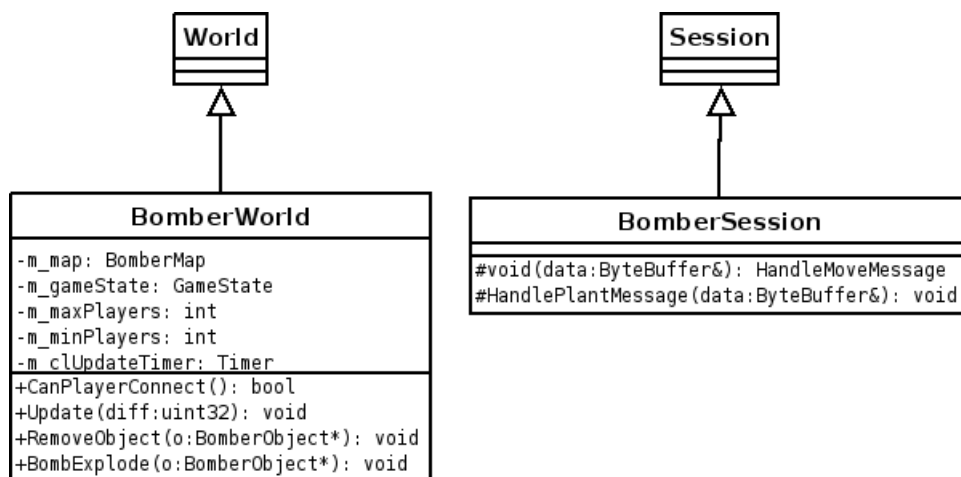 World
Session
BomberWorld
-m_map: BomberMap
-m_gameState: GameState
-m_maxPlayers: int
-m_minPlayers: int
-m_clUpdateTimer: Timer
+CanPlayerConnect(): bool
+Update(diff:uint32): void
+RemoveObject(o:BomberObject*): void
+BombExplode(o:BomberObject*): void
BomberSession
#void(data:ByteBuffer&): HandleMoveMessage
#HandlePlantMessage(data:ByteBuffer&): void